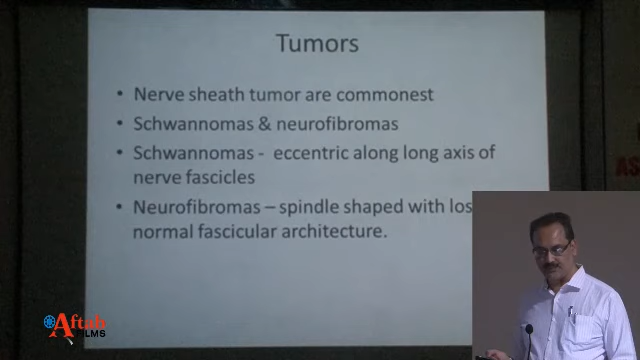 Tumors
• Nerve sheath tumor are commonest
• Schwannomas & neurofibromas
• Schwannomas - eccentric along long axis of
nerve fascicles
• Neurofibromas – spindle shaped with los
normal fascicular architecture.
Aftab
AS